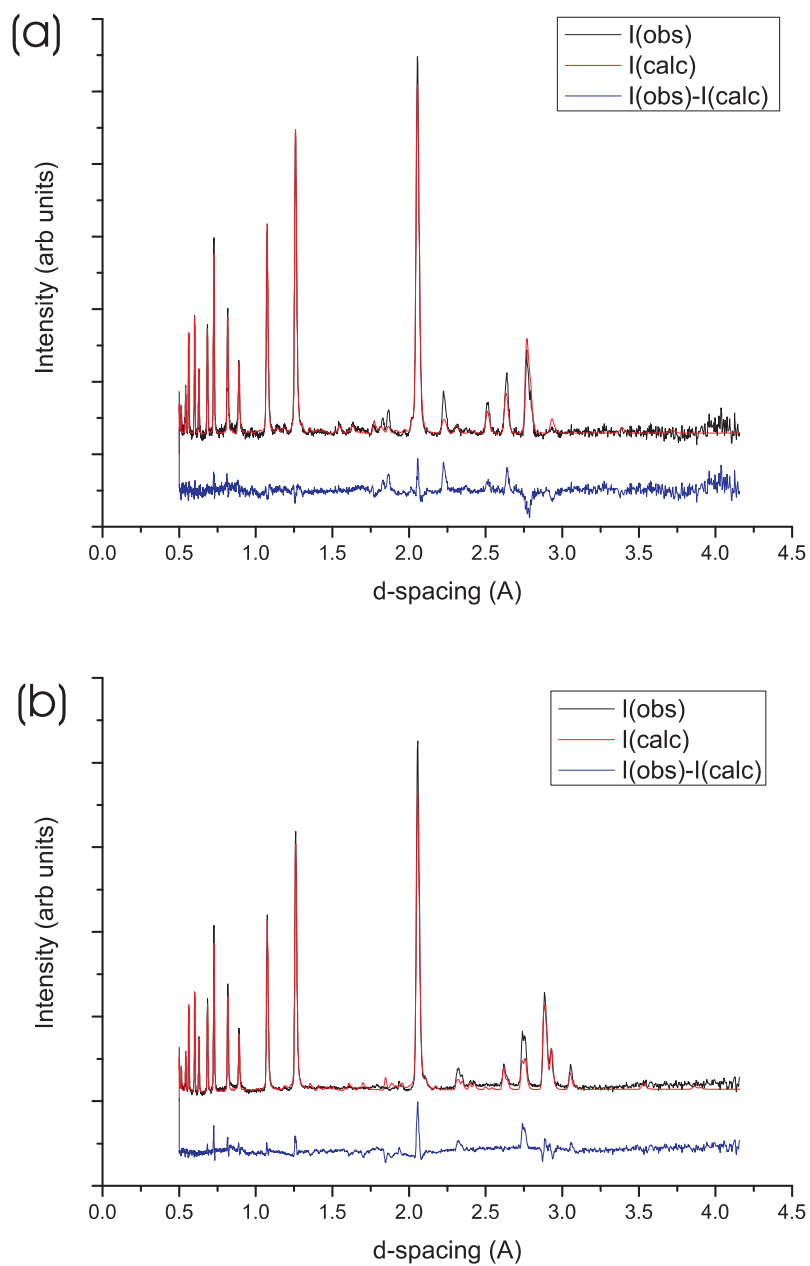 (a)
I(obs)
I(calc)
I(obs)-I(calc)
Intensity (arb units)
0.0 0.5 1.0 1.5 2.0 2.5 3.0 3.5 4.0 4.5
d-spacing (A)
(b)
I(obs)
I(calc)
I(obs)-I(calc)
Intensity (arb units)
0.0 0.5 1.0 1.5 2.0 2.5 3.0 3.5 4.0 4.5
d-spacing (A)